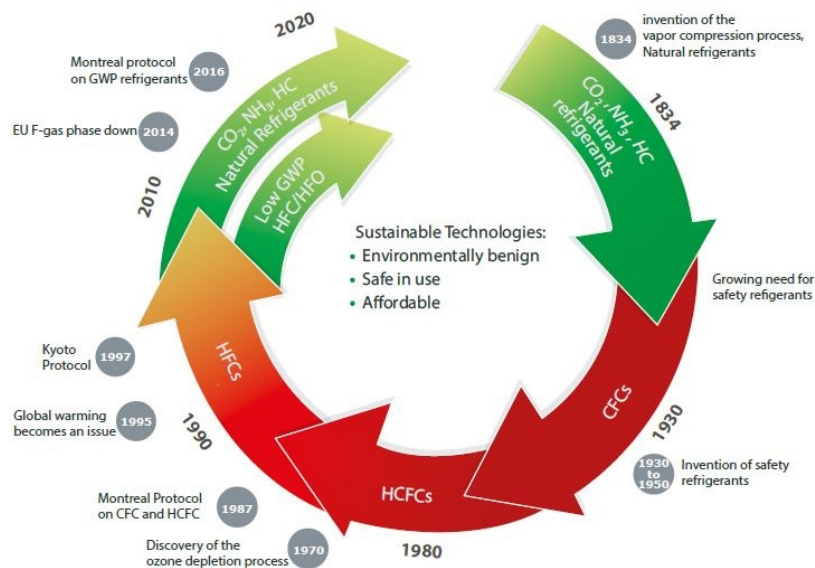 1834
invention of the
vapor compression process,
Natural refrigerants
CO₂, NH₃, HC
Natural
refrigerants
1834
Growing need for
safety refigerants
CFCs
1930
1930
to
1950
Invention of safety
refrigerants
HCFCs
1980
Discovery of the
ozone depletion process
1970
Montreal Protocol
on CFC and HCFC
1987
1990
HFCs
Global warming
becomes an issue
1995
Kyoto
Protocol
1997
2010
EU F-gas phase down
2014
Montreal protocol
on GWP refrigerants
2016
2020
CO₂, NH₃, HC
Natural Refrigerants
Low GWP
HFC/HFO
Sustainable Technologies:
• Environmentally benign
• Safe in use
• Affordable